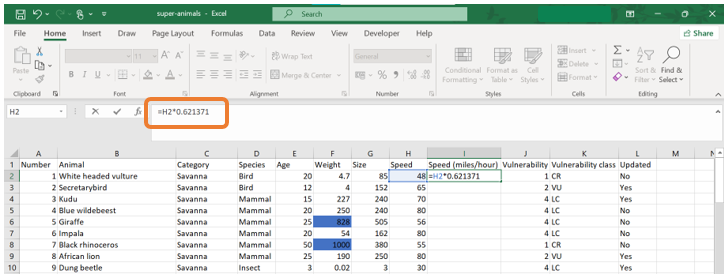 super-animals - Excel Search
File Home Insert Draw Page Layout Formulas Data Review View Developer Help Share
Wrap Text General Insert
Paste B I U Merge & Center Conditional Formatting Format as Table Cell Styles Delete Format Sort & Filter Find & Select
Clipboard Font Alignment Number Styles Cells Editing
H2 fx =H2*0.621371
A B C D E F G H I J K L M N
1 Number Animal Category Species Age Weight Size Speed Speed (miles/hour) Vulnerability Vulnerability class Updated
2 1 White headed vulture Savanna Bird 20 4.7 85 48 =H2*0.621371 1 CR No
3 2 Secretarybird Savanna Bird 12 4 152 65 2 VU Yes
4 3 Kudu Savanna Mammal 15 227 240 70 4 LC Yes
5 4 Blue wildebeest Savanna Mammal 20 250 240 80 4 LC No
6 5 Giraffe Savanna Mammal 25 828 505 56 4 LC No
7 6 Impala Savanna Mammal 20 54 162 80 4 LC No
8 7 Black rhinoceros Savanna Mammal 50 1000 380 55 1 CR No
9 8 African lion Savanna Mammal 25 190 250 80 2 VU Yes
10 9 Dung beetle Savanna Insect 3 0.02 3 30 4 LC Yes